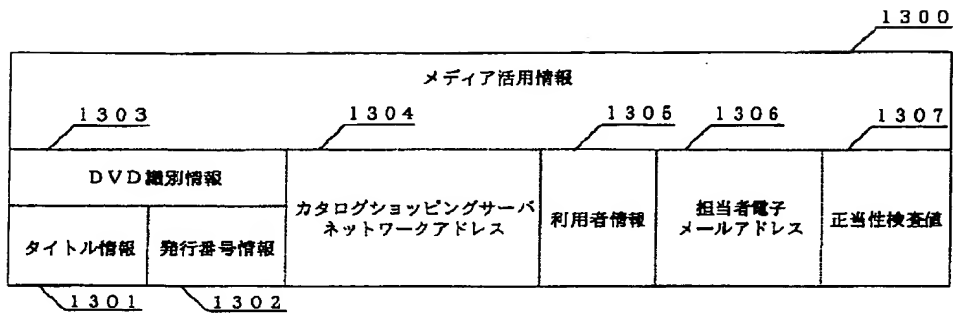 １３００
メディア活用情報
１３０３
１３０４
１３０５
１３０６
１３０７
ＤＶＤ識別情報
カタログショッピングサーバ
ネットワークアドレス
利用者情報
担当者電子
メールアドレス
正当性検査値
タイトル情報
発行番号情報
１３０１
１３０２